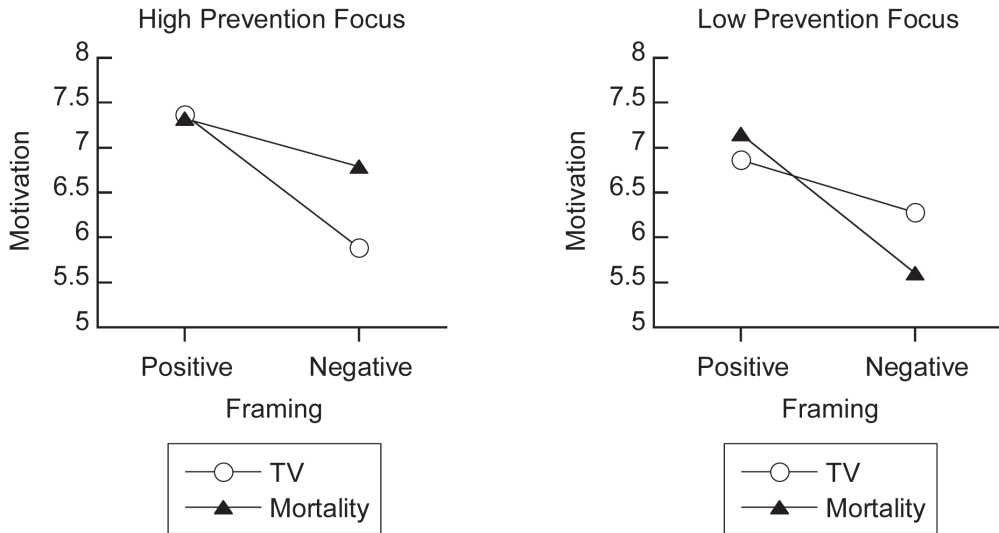 High Prevention Focus
8
7.5
7
6.5
6
5.5
5
Motivation
Positive
Negative
Framing
TV
Mortality
Low Prevention Focus
8
7.5
7
6.5
6
5.5
5
Motivation
Positive
Negative
Framing
TV
Mortality